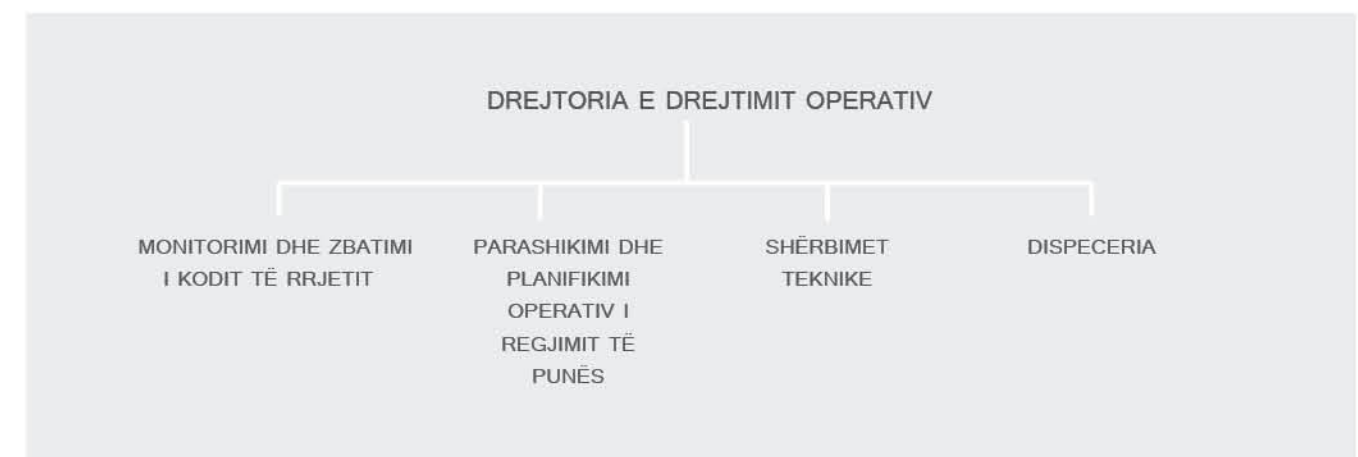 DREJTORIA E DREJTIMIT OPERATIV
MONITORIMI DHE ZBATIMI
I KODIT TË RRJETIT
PARASHIKIMI DHE
PLANIFIKIMI
OPERATIV I
REGJIMIT TË
PUNËS
SHËRBIMET
TEKNIKE
DISPECERIA